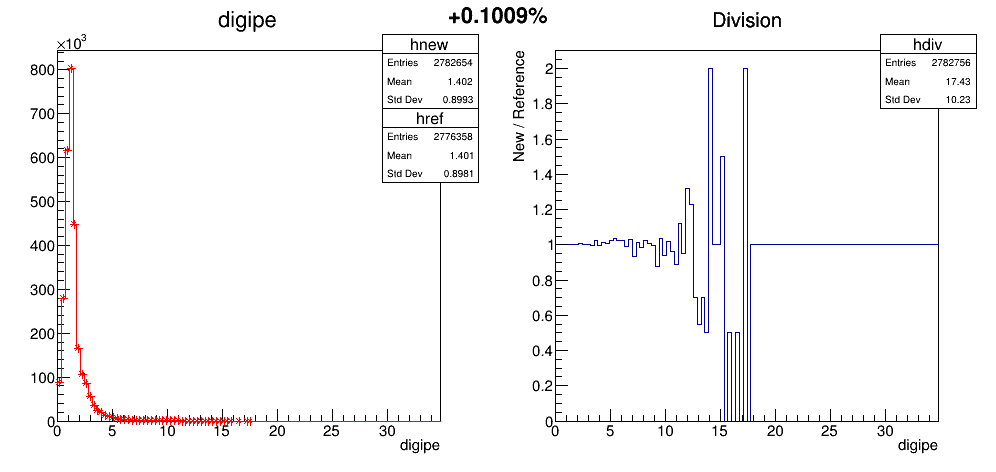 +0.1009%
digipe
×10³
hnew
Entries 2782654
Mean 1.402
Std Dev 0.8993
href
Entries 2776358
Mean 1.401
Std Dev 0.8981
800
700
600
500
400
300
200
100
0
0 5 10 15 20 25 30
digipe
Division
hdiv
Entries 2782756
Mean 17.43
Std Dev 10.23
New / Reference
2
1.8
1.6
1.4
1.2
1
0.8
0.6
0.4
0.2
0
0 5 10 15 20 25 30
digipe